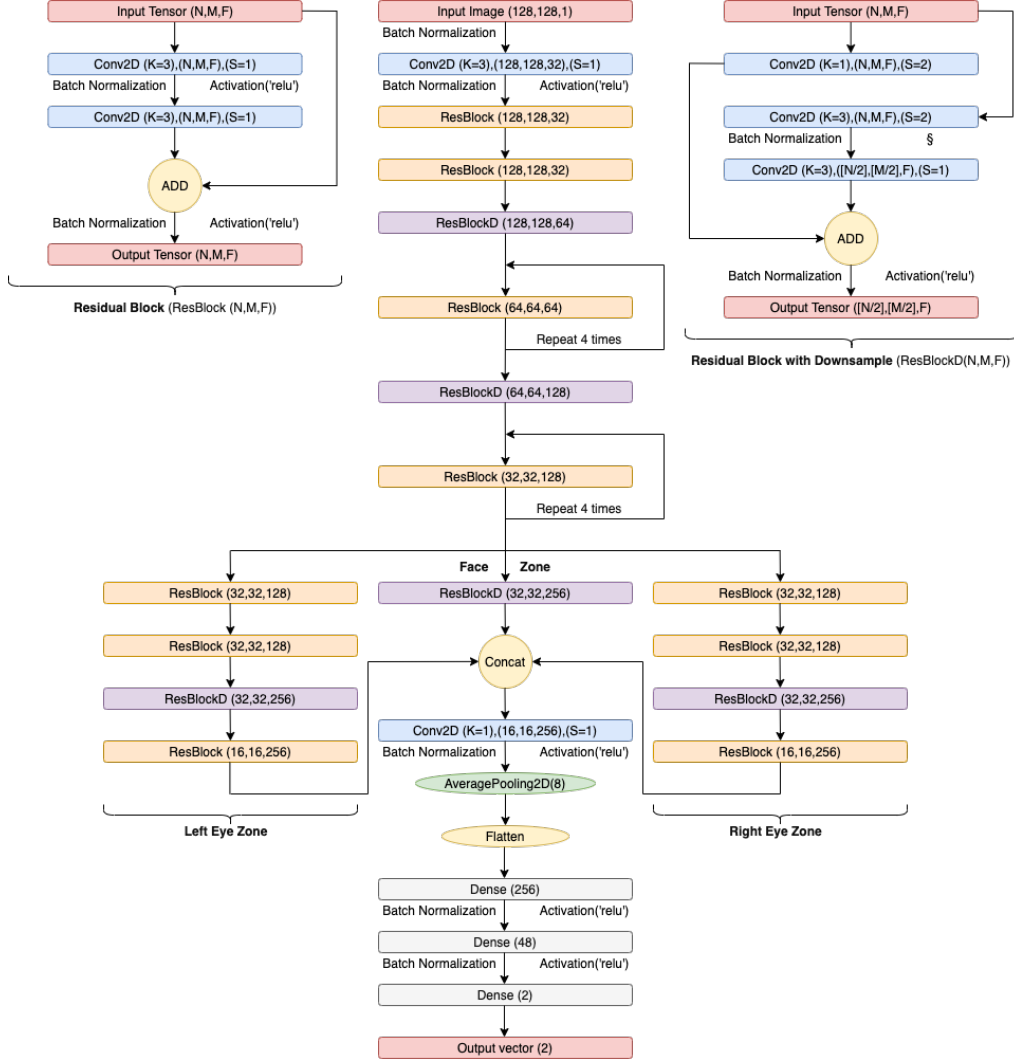 Input Tensor (N,M,F)
Conv2D (K=3),(N,M,F),(S=1)
Batch Normalization Activation('relu')
Conv2D (K=3),(N,M,F),(S=1)
ADD
Batch Normalization Activation('relu')
Output Tensor (N,M,F)
Residual Block (ResBlock (N,M,F))
Input Image (128,128,1)
Batch Normalization
Conv2D (K=3),(128,128,32),(S=1)
Batch Normalization Activation('relu')
ResBlock (128,128,32)
ResBlock (128,128,32)
ResBlockD (128,128,64)
ResBlock (64,64,64)
Repeat 4 times
ResBlockD (64,64,128)
ResBlock (32,32,128)
Repeat 4 times
Input Tensor (N,M,F)
Conv2D (K=1),(N,M,F),(S=2)
Conv2D (K=3),(N,M,F),(S=2)
Batch Normalization §
Conv2D (K=3),([N/2],[M/2],F),(S=1)
ADD
Batch Normalization Activation('relu')
Output Tensor ([N/2],[M/2],F)
Residual Block with Downsample (ResBlockD(N,M,F))
ResBlock (32,32,128)
ResBlock (32,32,128)
ResBlockD (32,32,256)
ResBlock (16,16,256)
Left Eye Zone
Face Zone
ResBlockD (32,32,256)
Concat
Conv2D (K=1),(16,16,256),(S=1)
Batch Normalization Activation('relu')
AveragePooling2D(8)
Flatten
Dense (256)
Batch Normalization Activation('relu')
Dense (48)
Batch Normalization Activation('relu')
Dense (2)
Output vector (2)
ResBlock (32,32,128)
ResBlock (32,32,128)
ResBlockD (32,32,256)
ResBlock (16,16,256)
Right Eye Zone